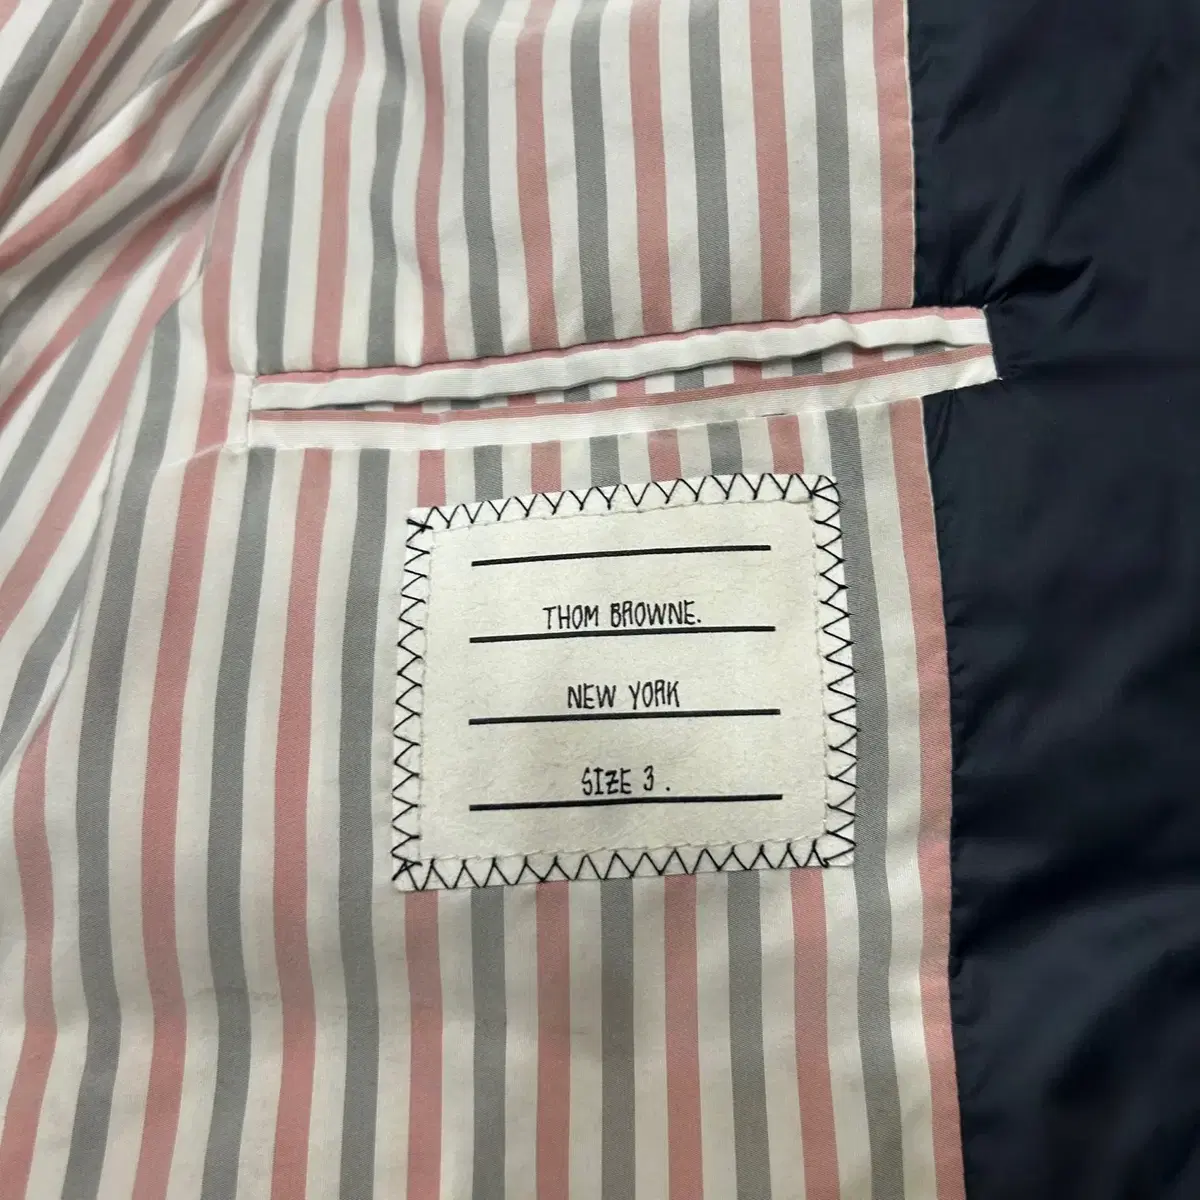 THOM BROWNE.
NEW YORK
SIZE 3 .